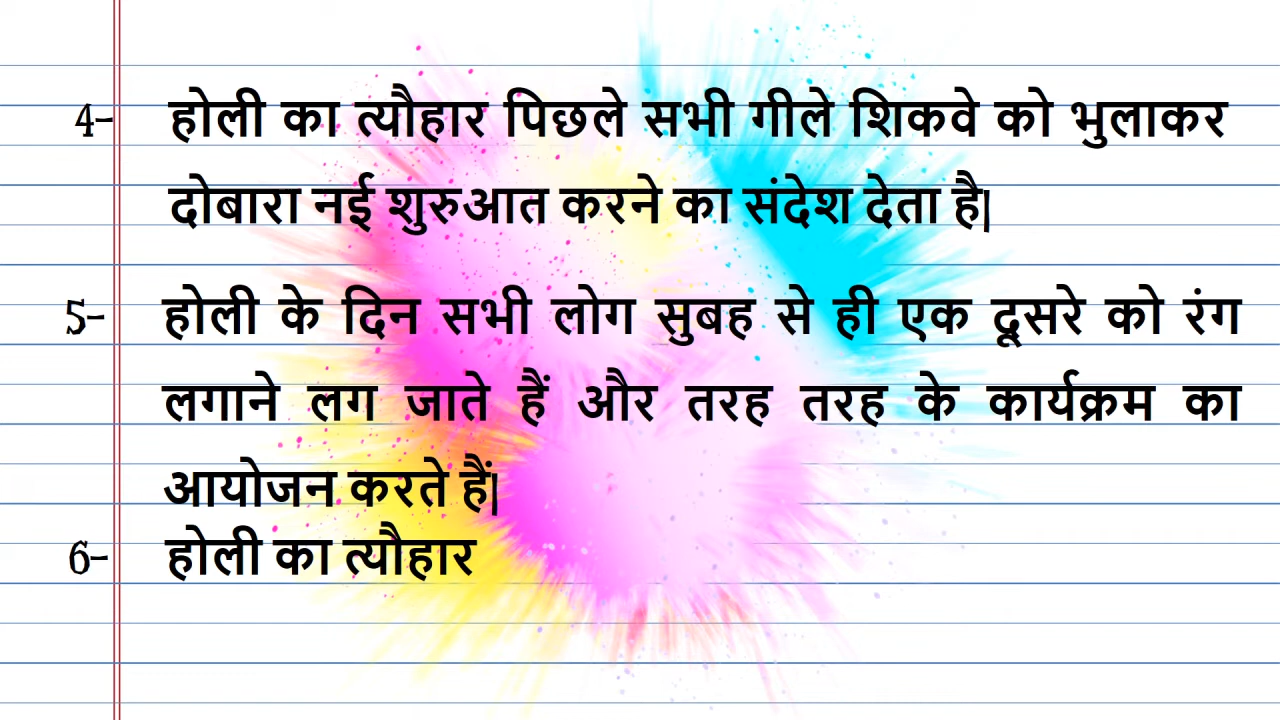 4- होली का त्यौहार पिछले सभी गीले शिकवे को भुलाकर
दोबारा नई शुरुआत करने का संदेश देता है|
5- होली के दिन सभी लोग सुबह से ही एक दूसरे को रंग
लगाने लग जाते हैं और तरह तरह के कार्यक्रम का
आयोजन करते हैं|
6- होली का त्यौहार